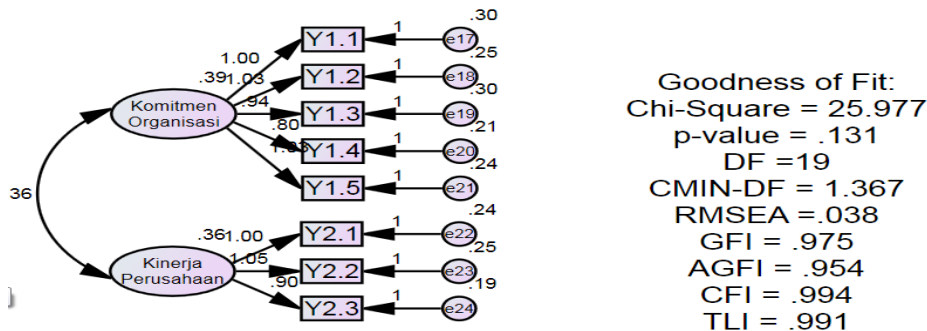 .30
1
Y1.1
e17
.25
1.00
1
Y1.2
e18
.39
1.03
.30
Komitmen
Organisasi
.94
1
Y1.3
e19
.21
.80
1
Y1.4
e20
.24
1
Y1.5
e21
36
.24
1
Y2.1
e22
.25
.36
1.00
Kinerja
Perusahaan
1.05
1
Y2.2
e23
.19
.90
1
Y2.3
e24
Goodness of Fit:
Chi-Square = 25.977
p-value = .131
DF =19
CMIN-DF = 1.367
RMSEA =.038
GFI = .975
AGFI = .954
CFI = .994
TLI = .991